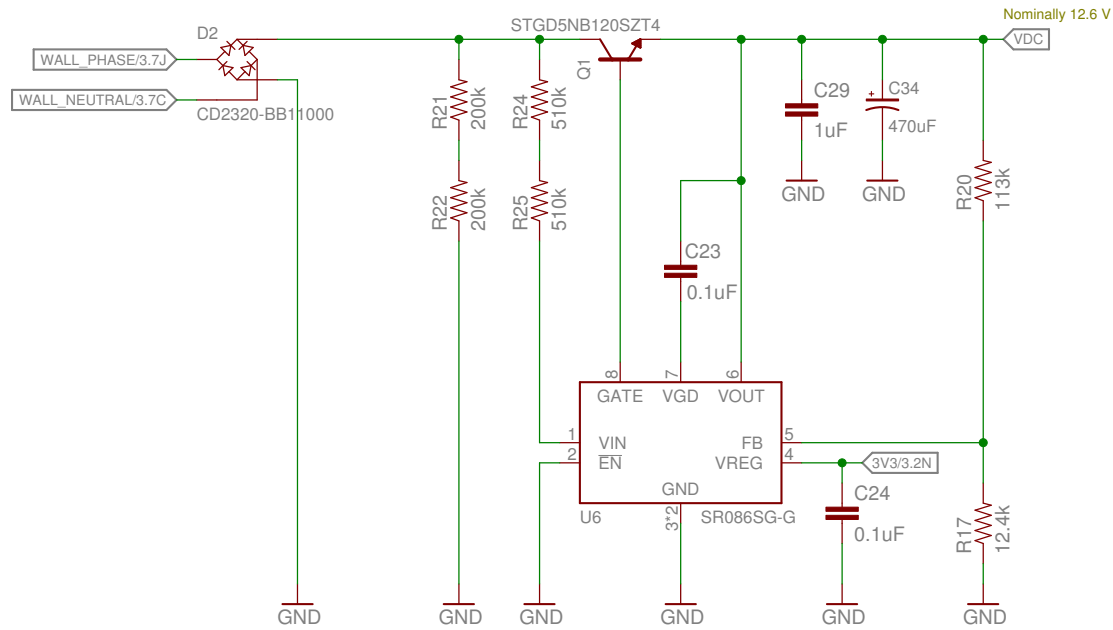 Nominally 12.6 V
STGD5NB120SZT4
D2
VDC
WALL_PHASE/3.7J
Q1
WALL_NEUTRAL/3.7C
CD2320-BB11000
R21
200k
R24
510k
C29
1uF
C34
+
470uF
R22
200k
R25
510k
GND
GND
R20
113k
C23
0.1uF
8
7
6
GATE
VGD
VOUT
1
VIN
FB
5
2
EN
VREG
4
3V3/3.2N
GND
C24
U6
3*2
SR086SG-G
0.1uF
R17
12.4k
GND
GND
GND
GND
GND
GND